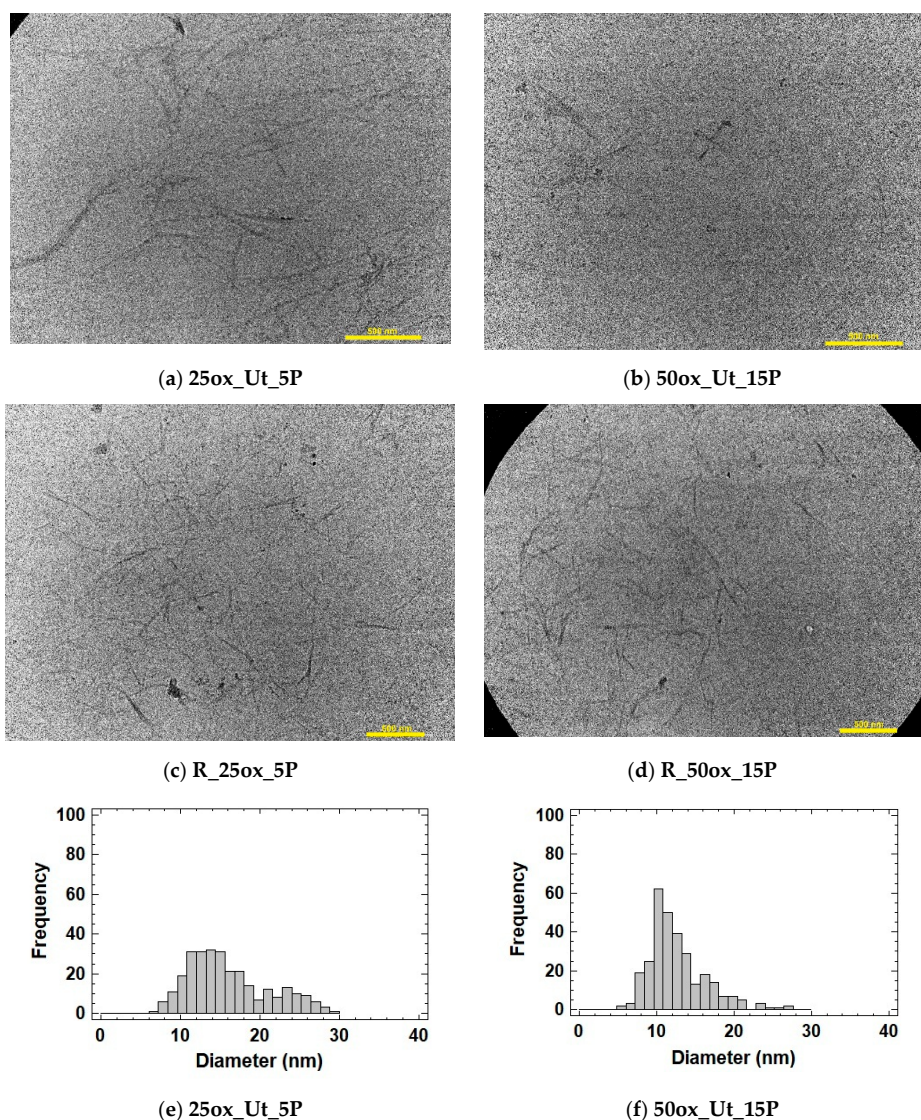 500 nm
500 nm
(a) 25ox_Ut_5P
(b) 50ox_Ut_15P
500 nm
500 nm
(c) R_25ox_5P
(d) R_50ox_15P
100
80
60
40
20
0
Frequency
0 10 20 30 40
Diameter (nm)
100
80
60
40
20
0
Frequency
0 10 20 30 40
Diameter (nm)
(e) 25ox_Ut_5P
(f) 50ox_Ut_15P